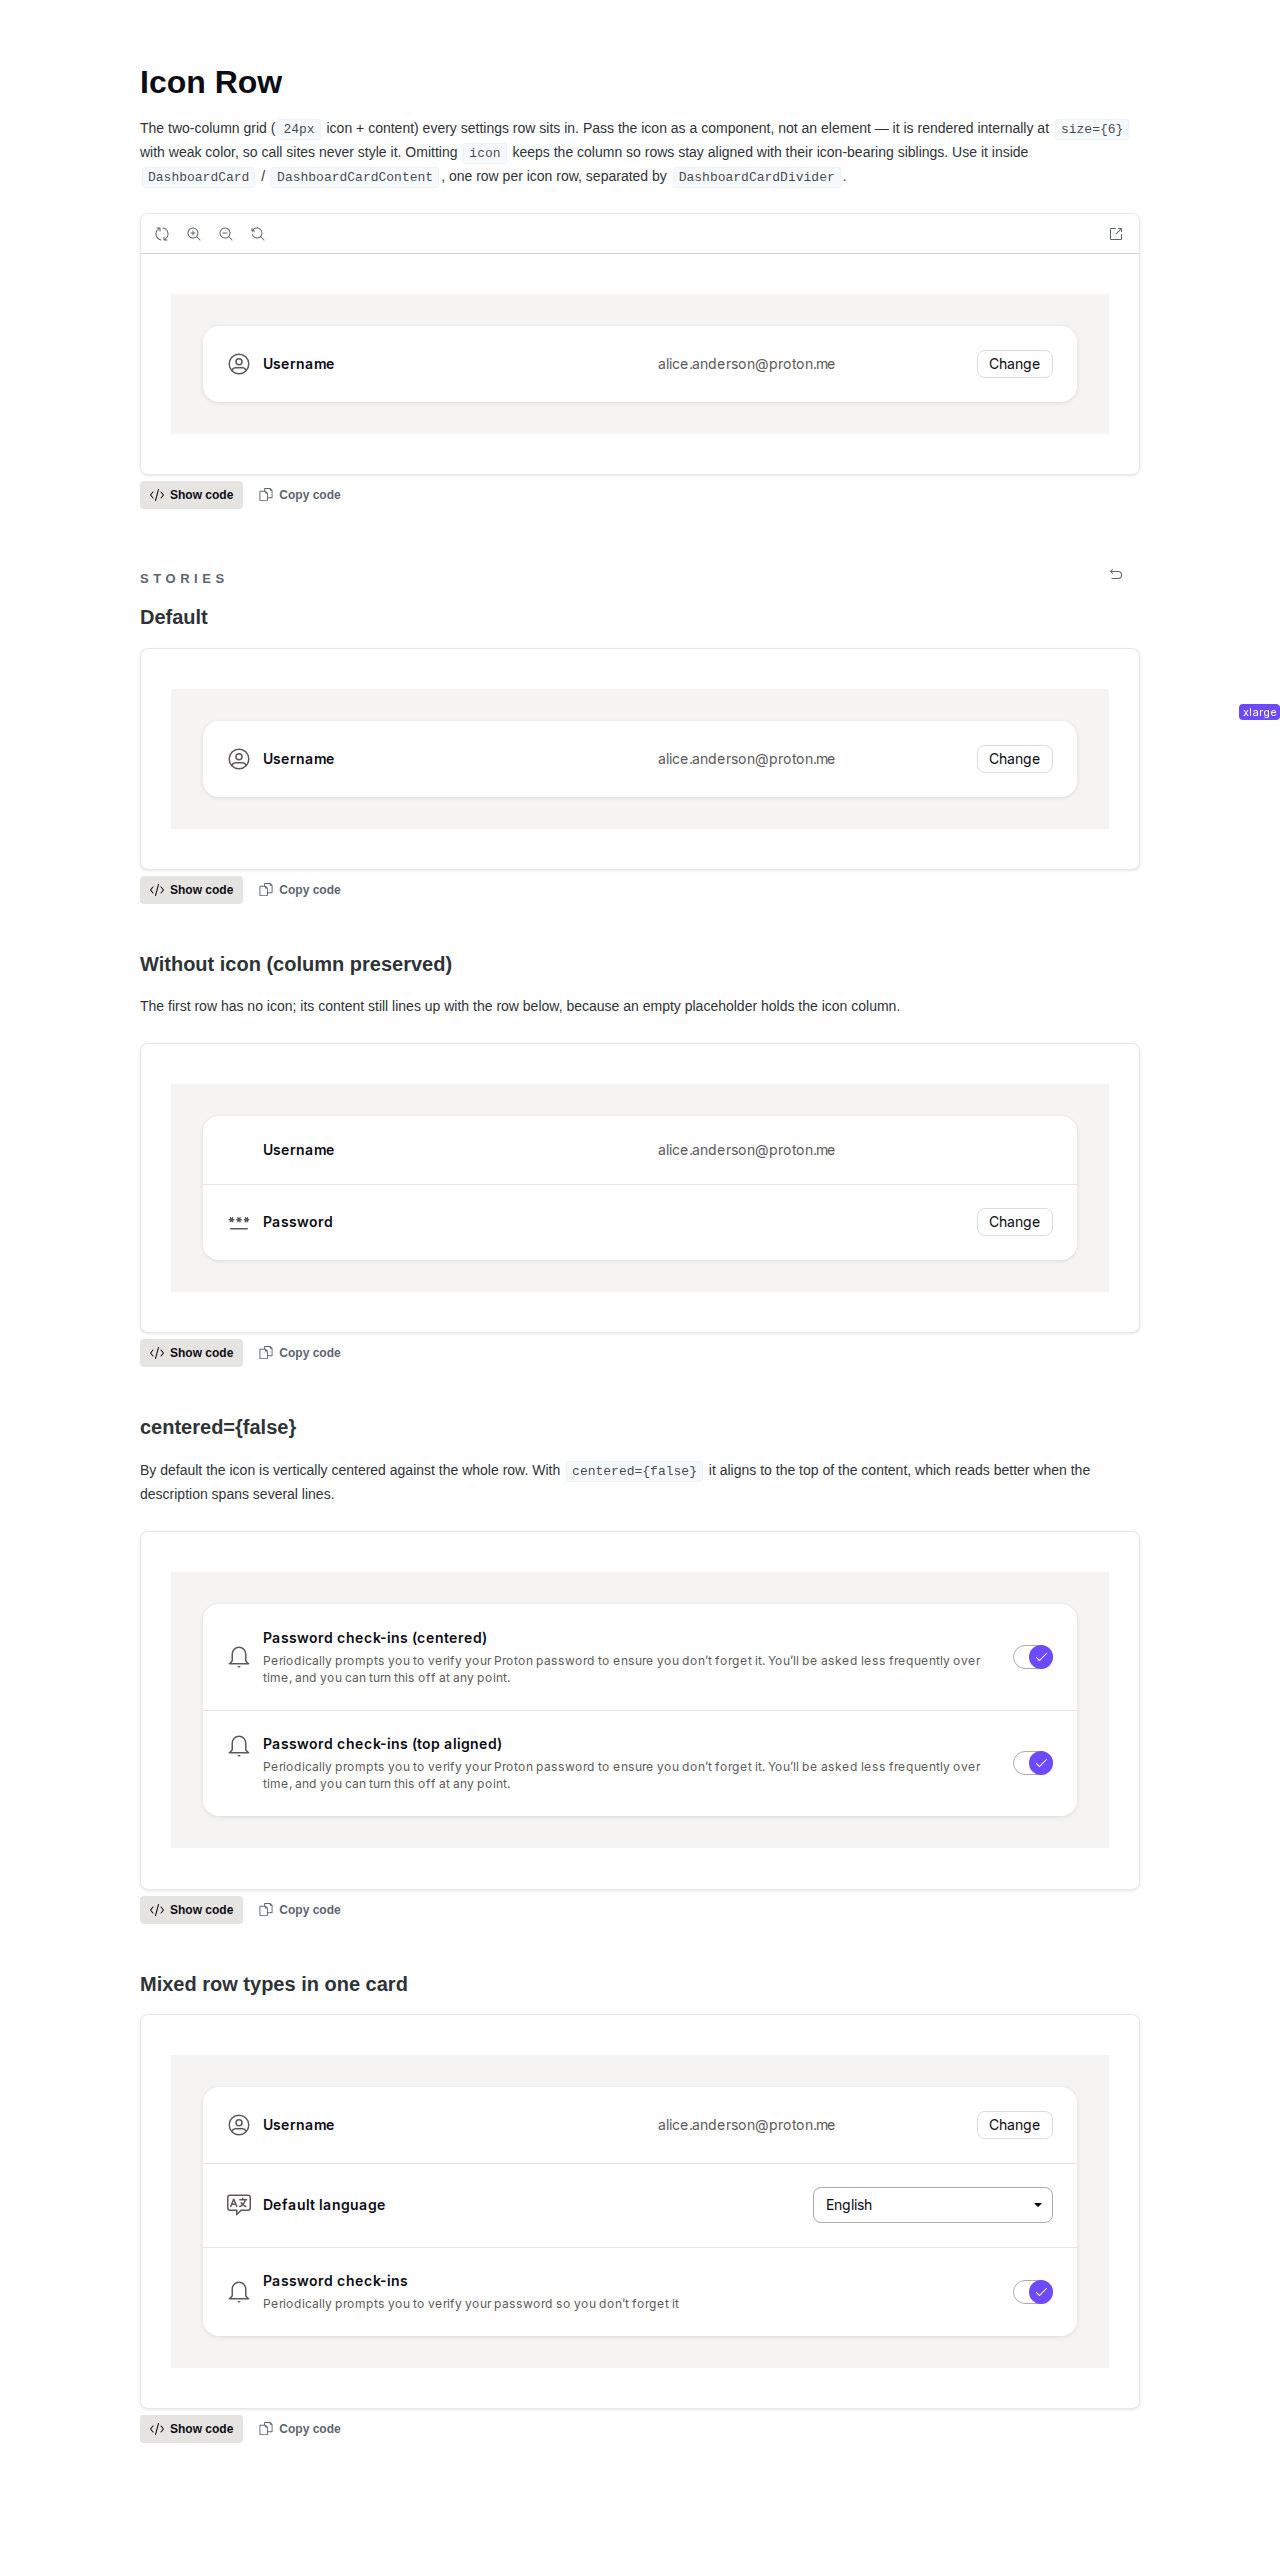 Icon Row
The two-column grid ( 24px icon + content) every settings row sits in. Pass the icon as a component, not an element — it is rendered internally at size={6}
with weak color, so call sites never style it. Omitting icon keeps the column so rows stay aligned with their icon-bearing siblings. Use it inside
DashboardCard / DashboardCardContent , one row per icon row, separated by DashboardCardDivider .
Username alice.anderson@proton.me Change
Show code Copy code
STORIES
Default
xlarge
Username alice.anderson@proton.me Change
Show code Copy code
Without icon (column preserved)
The first row has no icon; its content still lines up with the row below, because an empty placeholder holds the icon column.
Username alice.anderson@proton.me
Password Change
Show code Copy code
centered={false}
By default the icon is vertically centered against the whole row. With centered={false} it aligns to the top of the content, which reads better when the
description spans several lines.
Password check-ins (centered)
Periodically prompts you to verify your Proton password to ensure you don’t forget it. You’ll be asked less frequently over
time, and you can turn this off at any point.
Password check-ins (top aligned)
Periodically prompts you to verify your Proton password to ensure you don’t forget it. You’ll be asked less frequently over
time, and you can turn this off at any point.
Show code Copy code
Mixed row types in one card
Username alice.anderson@proton.me Change
Default language English
Password check-ins
Periodically prompts you to verify your password so you don’t forget it
Show code Copy code